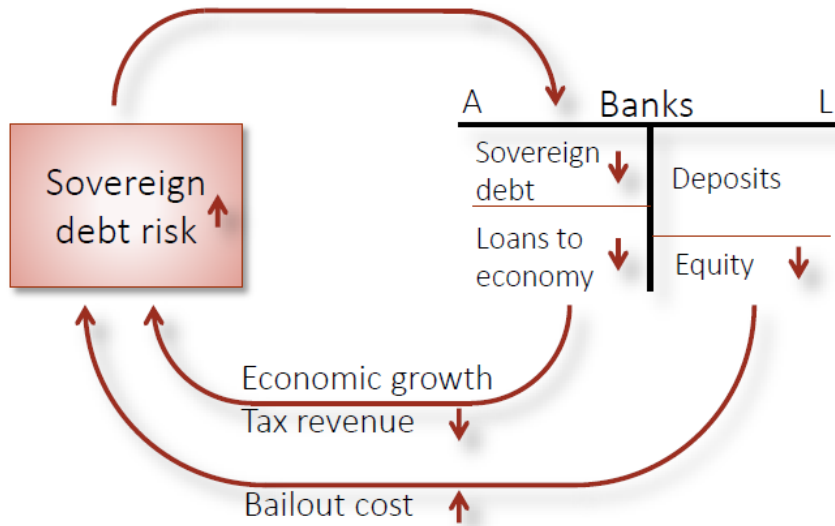 A Banks L
Sovereign
debt
Deposits
Loans to
economy
Equity
Sovereign
debt risk
Economic growth
Tax revenue
Bailout cost